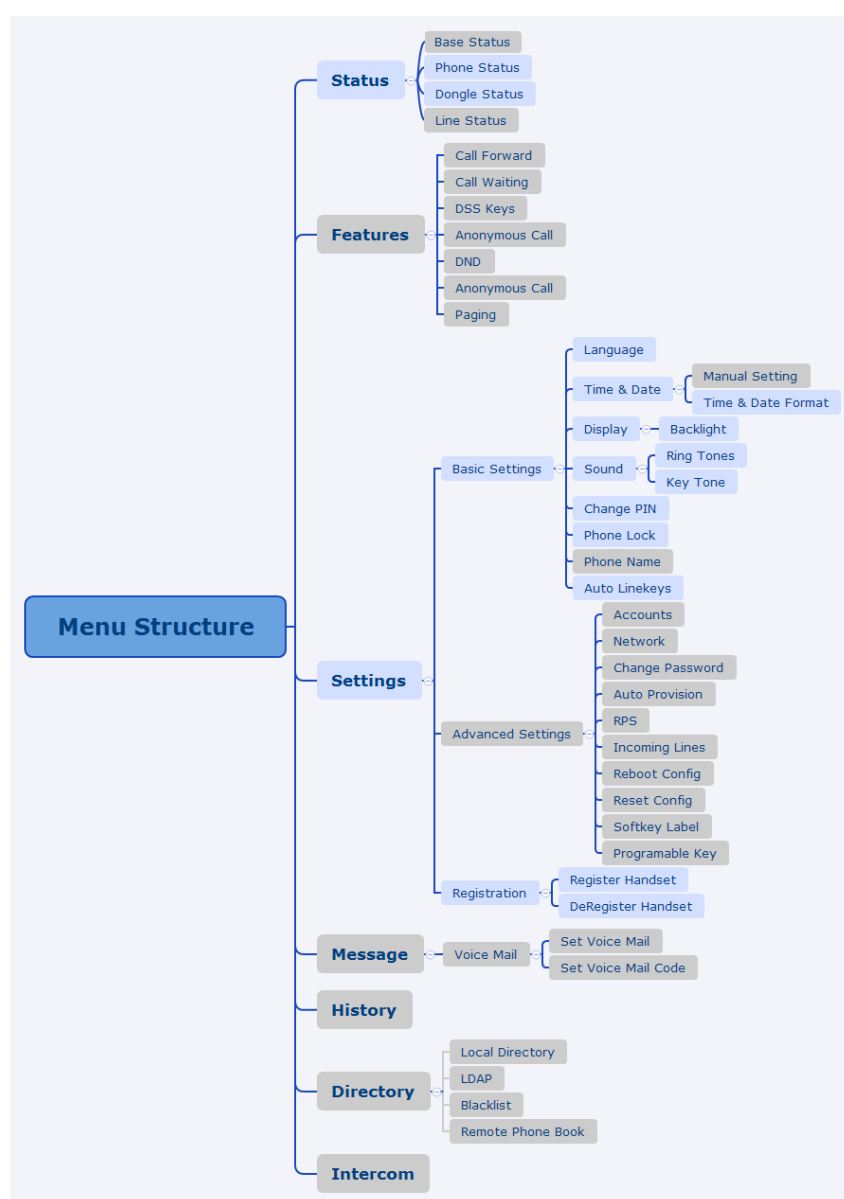 Menu Structure
Status
Base Status
Phone Status
Dongle Status
Line Status
Features
Call Forward
Call Waiting
DSS Keys
Anonymous Call
DND
Anonymous Call
Paging
Settings
Basic Settings
Language
Time & Date
Manual Setting
Time & Date Format
Display
Backlight
Sound
Ring Tones
Key Tone
Change PIN
Phone Lock
Phone Name
Auto Linekeys
Advanced Settings
Accounts
Network
Change Password
Auto Provision
RPS
Incoming Lines
Reboot Config
Reset Config
Softkey Label
Programable Key
Registration
Register Handset
DeRegister Handset
Message
Voice Mail
Set Voice Mail
Set Voice Mail Code
History
Directory
Local Directory
LDAP
Blacklist
Remote Phone Book
Intercom